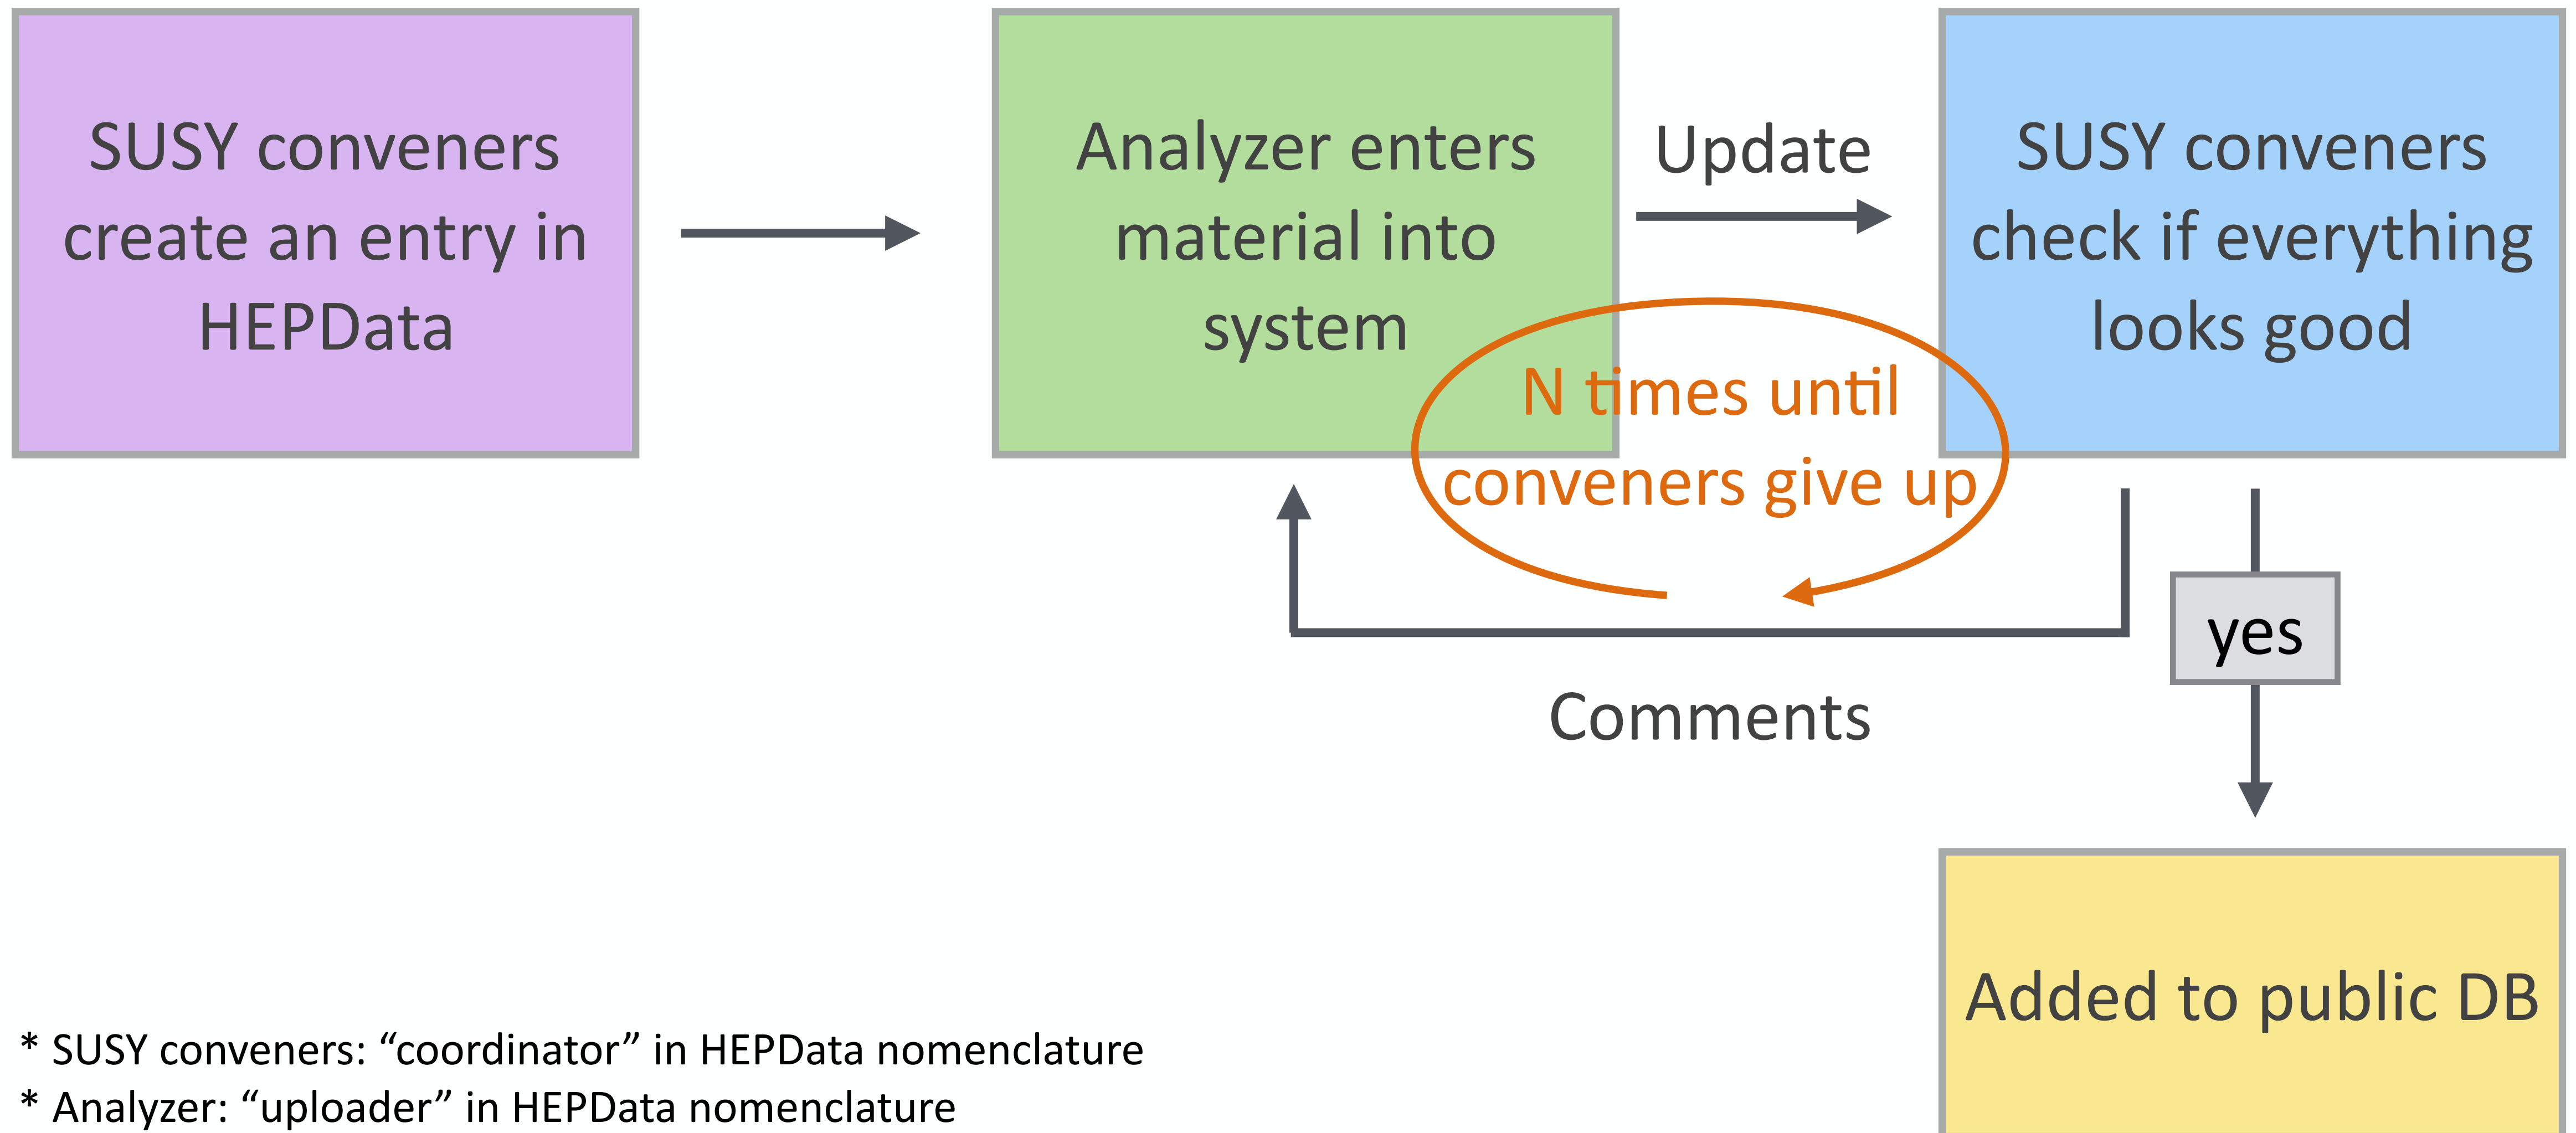 SUSY conveners
create an entry in
HEPData
Analyzer enters
material into
system
Update
SUSY conveners
check if everything
looks good
N times until
conveners give up
yes
Comments
Added to public DB
* SUSY conveners: “coordinator” in HEPData nomenclature
* Analyzer: “uploader” in HEPData nomenclature